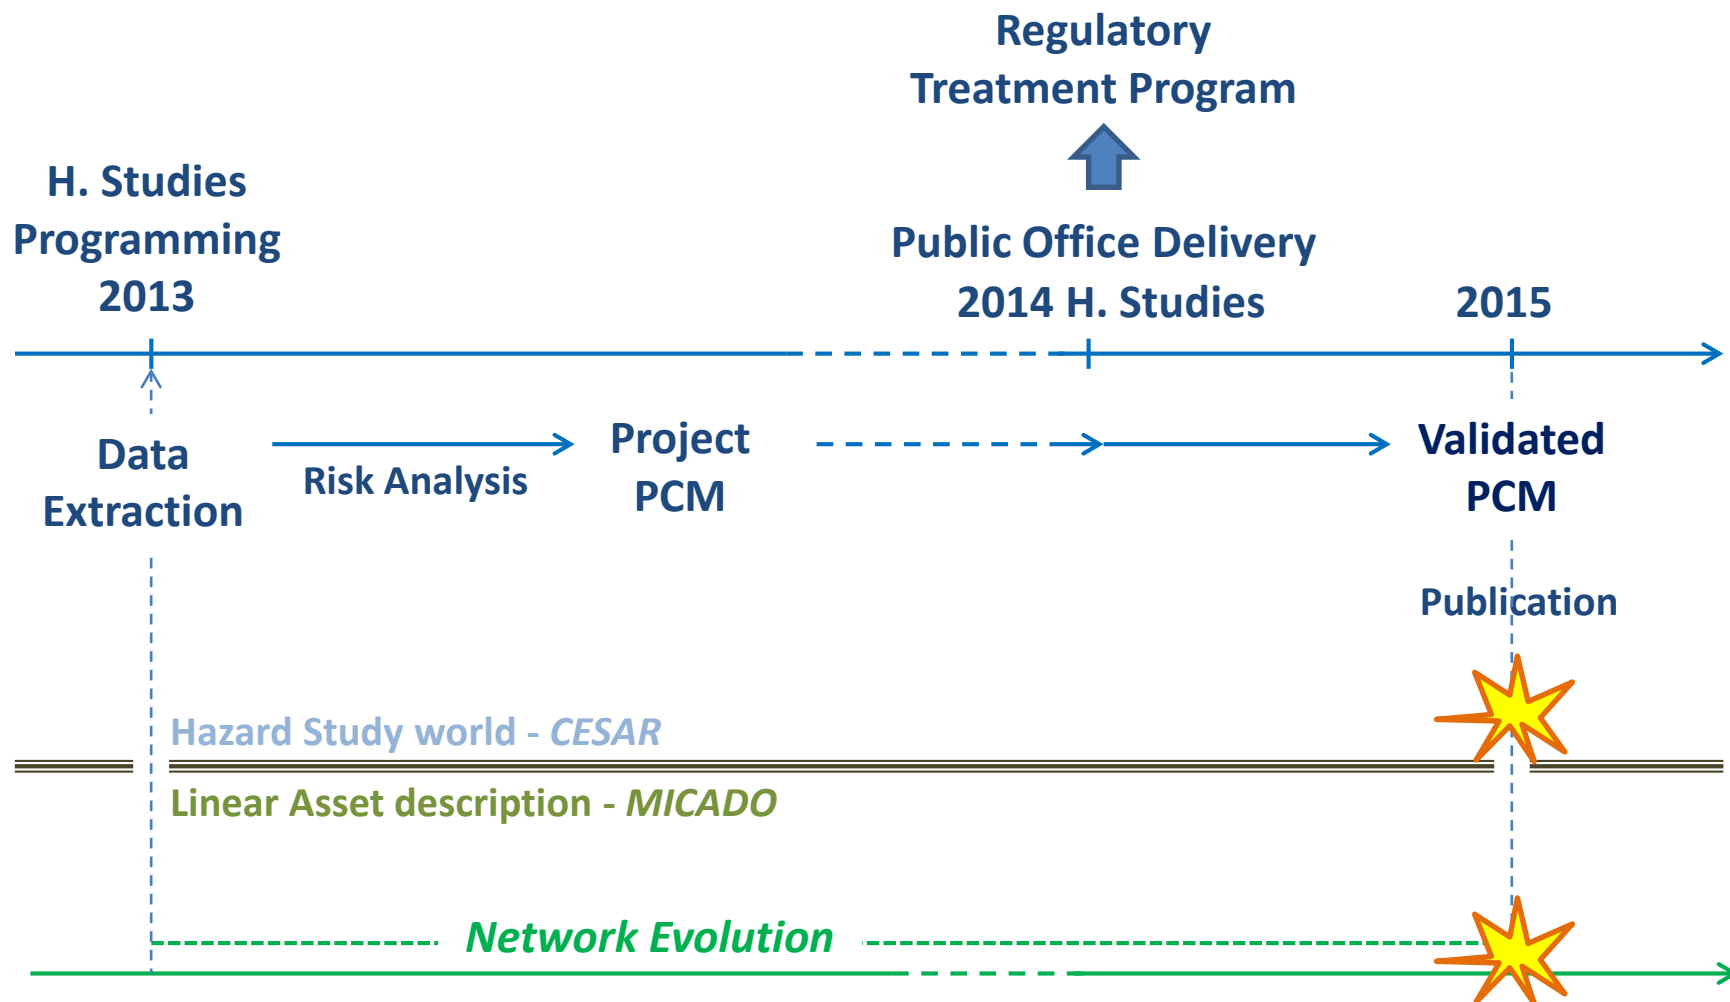 Regulatory
Treatment Program
H. Studies
Programming
2013
Public Office Delivery
2014 H. Studies
2015
Data
Extraction
Risk Analysis
Project
PCM
Validated
PCM
Publication
Hazard Study world - CESAR
Linear Asset description - MICADO
Network Evolution